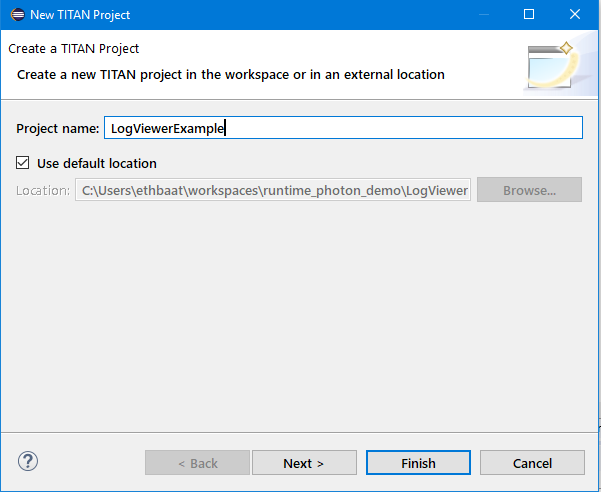 New TITAN Project
Create a TITAN Project
Create a new TITAN project in the workspace or in an external location
Project name: LogViewerExample
Use default location
Location: C:\Users\ethbaat\workspaces\runtime_photon_demo\LogViewer Browse...
? < Back Next > Finish Cancel